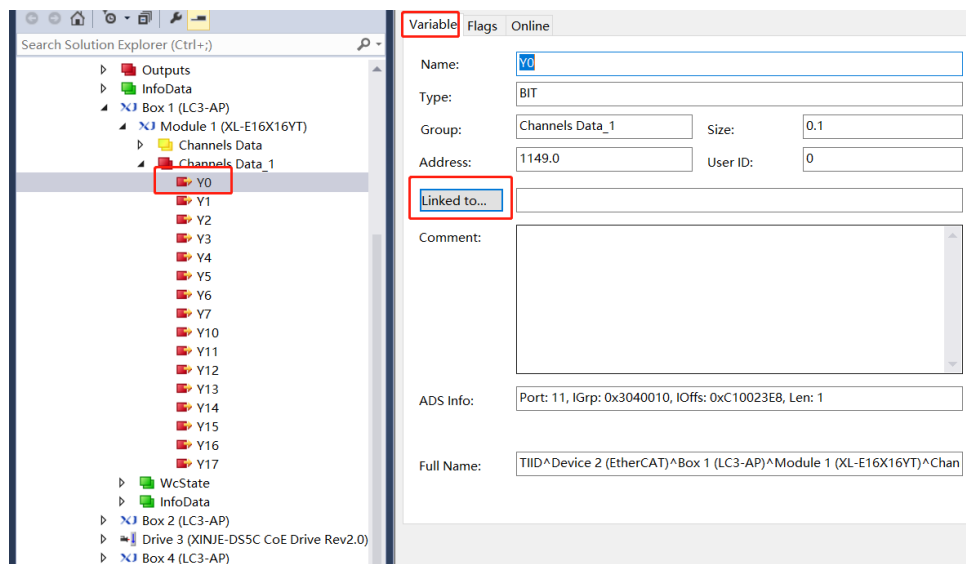 Search Solution Explorer (Ctrl+;)
Outputs
InfoData
XJ Box 1 (LC3-AP)
XJ Module 1 (XL-E16X16YT)
Channels Data
Channels Data_1
Y0
Y1
Y2
Y3
Y4
Y5
Y6
Y7
Y10
Y11
Y12
Y13
Y14
Y15
Y16
Y17
WcState
InfoData
XJ Box 2 (LC3-AP)
Drive 3 (XINJE-DS5C CoE Drive Rev2.0)
XJ Box 4 (LC3-AP)
Variable Flags Online
Name: Y0
Type: BIT
Group: Channels Data_1 Size: 0.1
Address: 1149.0 User ID: 0
Linked to...
Comment:
ADS Info: Port: 11, IGrp: 0x3040010, IOffs: 0xC10023E8, Len: 1
Full Name: TIID^Device 2 (EtherCAT)^Box 1 (LC3-AP)^Module 1 (XL-E16X16YT)^Chan